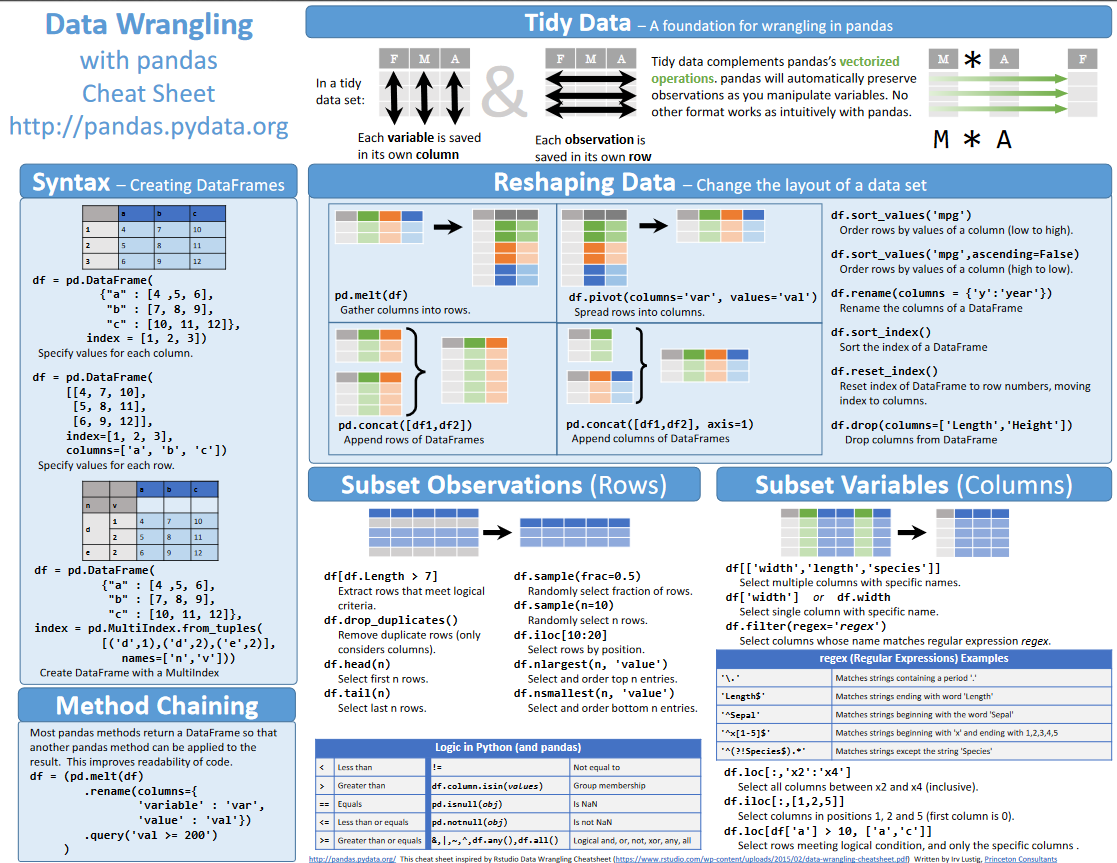 Data Wrangling
with pandas
Cheat Sheet
http://pandas.pydata.org
Tidy Data – A foundation for wrangling in pandas
In a tidy
data set:
F M A
Each variable is saved
in its own column
&
F M A
Each observation is
saved in its own row
Tidy data complements pandas's vectorized
operations. pandas will automatically preserve
observations as you manipulate variables. No
other format works as intuitively with pandas.
M * A F
M * A
Syntax – Creating DataFrames
a b c
1 4 7 10
2 5 8 11
3 6 9 12
df = pd.DataFrame(
{"a" : [4 ,5, 6],
"b" : [7, 8, 9],
"c" : [10, 11, 12]},
index = [1, 2, 3])
Specify values for each column.
df = pd.DataFrame(
[[4, 7, 10],
[5, 8, 11],
[6, 9, 12]],
index=[1, 2, 3],
columns=['a', 'b', 'c'])
Specify values for each row.
a b c
n v
d 1 4 7 10
2 5 8 11
e 2 6 9 12
df = pd.DataFrame(
{"a" : [4 ,5, 6],
"b" : [7, 8, 9],
"c" : [10, 11, 12]},
index = pd.MultiIndex.from_tuples(
[('d',1),('d',2),('e',2)],
names=['n','v']))
Create DataFrame with a MultiIndex
Method Chaining
Most pandas methods return a DataFrame so that
another pandas method can be applied to the
result. This improves readability of code.
df = (pd.melt(df)
.rename(columns={
'variable' : 'var',
'value' : 'val'})
.query('val >= 200')
)
Reshaping Data – Change the layout of a data set
pd.melt(df)
Gather columns into rows.
df.pivot(columns='var', values='val')
Spread rows into columns.
pd.concat([df1,df2])
Append rows of DataFrames
pd.concat([df1,df2], axis=1)
Append columns of DataFrames
df.sort_values('mpg')
Order rows by values of a column (low to high).
df.sort_values('mpg',ascending=False)
Order rows by values of a column (high to low).
df.rename(columns = {'y':'year'})
Rename the columns of a DataFrame
df.sort_index()
Sort the index of a DataFrame
df.reset_index()
Reset index of DataFrame to row numbers, moving
index to columns.
df.drop(columns=['Length','Height'])
Drop columns from DataFrame
Subset Observations (Rows)
df[df.Length > 7]
Extract rows that meet logical
criteria.
df.drop_duplicates()
Remove duplicate rows (only
considers columns).
df.head(n)
Select first n rows.
df.tail(n)
Select last n rows.
df.sample(frac=0.5)
Randomly select fraction of rows.
df.sample(n=10)
Randomly select n rows.
df.iloc[10:20]
Select rows by position.
df.nlargest(n, 'value')
Select and order top n entries.
df.nsmallest(n, 'value')
Select and order bottom n entries.
Logic in Python (and pandas)
< Less than != Not equal to
> Greater than df.column.isin(values) Group membership
== Equals pd.isnull(obj) Is NaN
<= Less than or equals pd.notnull(obj) Is not NaN
>= Greater than or equals &,|,~,^,df.any(),df.all() Logical and, or, not, xor, any, all
Subset Variables (Columns)
df[['width','length','species']]
Select multiple columns with specific names.
df['width'] or df.width
Select single column with specific name.
df.filter(regex='regex')
Select columns whose name matches regular expression regex.
regex (Regular Expressions) Examples
'\.' Matches strings containing a period '.'
'Length$' Matches strings ending with word 'Length'
'^Sepal' Matches strings beginning with the word 'Sepal'
'^x[1-5]$' Matches strings beginning with 'x' and ending with 1,2,3,4,5
'^(?!Species$).*' Matches strings except the string 'Species'
df.loc[:,'x2':'x4']
Select all columns between x2 and x4 (inclusive).
df.iloc[:,[1,2,5]]
Select columns in positions 1, 2 and 5 (first column is 0).
df.loc[df['a'] > 10, ['a','c']]
Select rows meeting logical condition, and only the specific columns .
http://pandas.pydata.org/ This cheat sheet inspired by Rstudio Data Wrangling Cheatsheet (https://www.rstudio.com/wp-content/uploads/2015/02/data-wrangling-cheatsheet.pdf) Written by Irv Lustig, Princeton Consultants